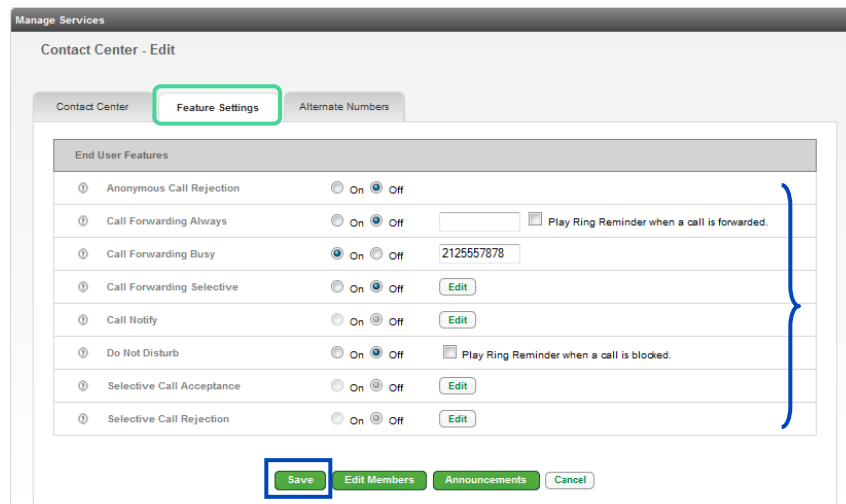 Manage Services
Contact Center - Edit
Contact Center Feature Settings Alternate Numbers
End User Features
Anonymous Call Rejection On Off
Call Forwarding Always On Off Play Ring Reminder when a call is forwarded.
Call Forwarding Busy On Off 2125557878
Call Forwarding Selective On Off Edit
Call Notify On Off Edit
Do Not Disturb On Off Play Ring Reminder when a call is blocked.
Selective Call Acceptance On Off Edit
Selective Call Rejection On Off Edit
Save Edit Members Announcements Cancel